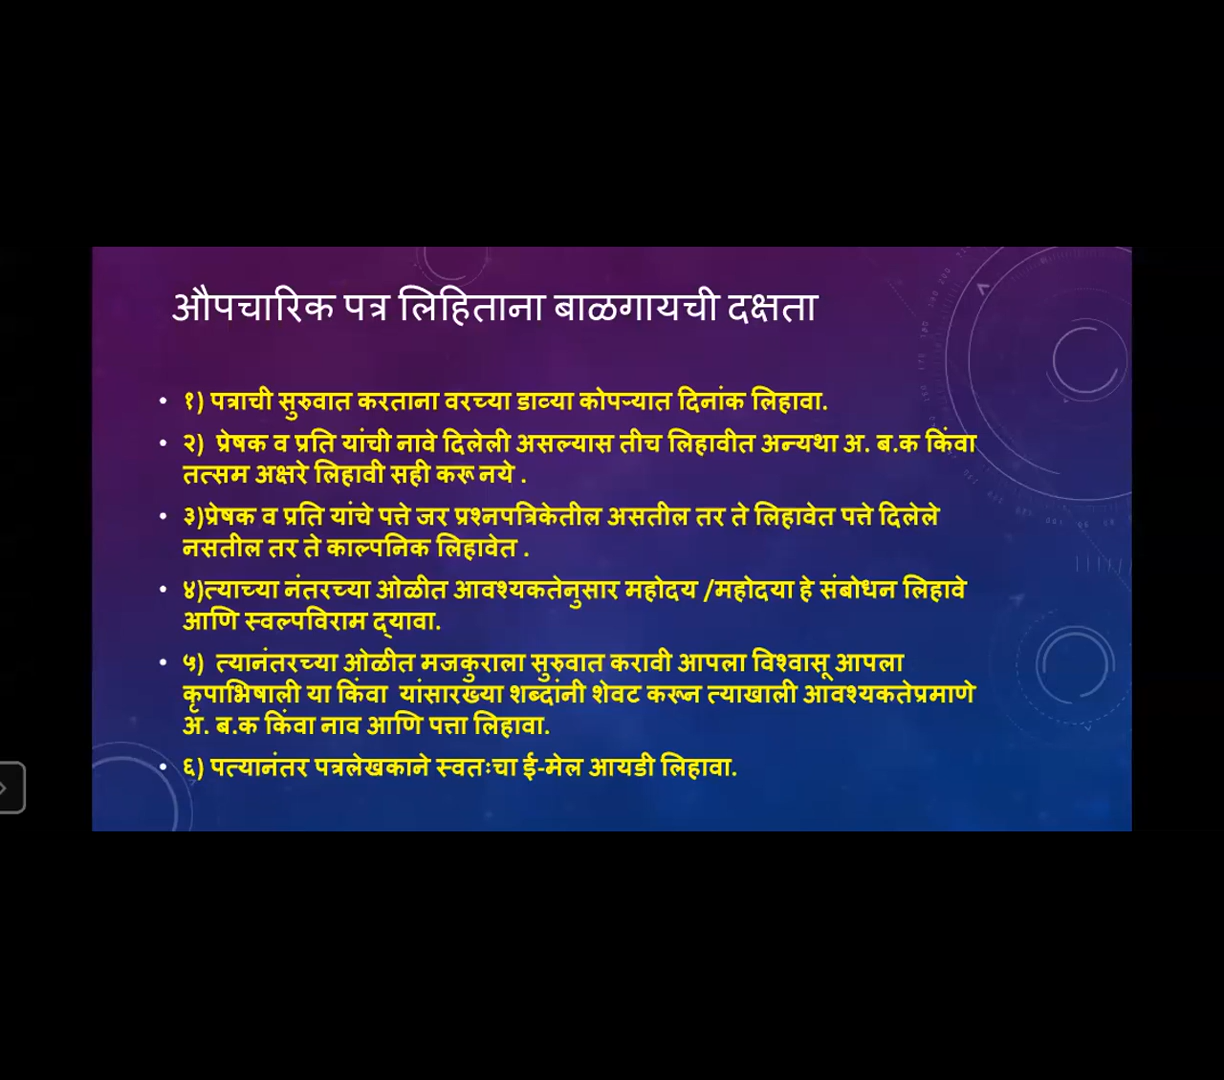 औपचारिक पत्र लिहिताना बाळगायची दक्षता
• १) पत्राची सुरुवात करताना वरच्या डाव्या कोपऱ्यात दिनांक लिहावा.
• २) प्रेषक व प्रति यांची नावे दिलेली असल्यास तीच लिहावीत अन्यथा अ. ब.क किंवा
तत्सम अक्षरे लिहावी सही करू नये .
• ३)प्रेषक व प्रति यांचे पत्ते जर प्रश्नपत्रिकेतील असतील तर ते लिहावेत पत्ते दिलेले
नसतील तर ते काल्पनिक लिहावेत .
• ४)त्याच्या नंतरच्या ओळीत आवश्यकतेनुसार महोदय /महोदया हे संबोधन लिहावे
आणि स्वल्पविराम द्यावा.
• ५) त्यानंतरच्या ओळीत मजकुराला सुरुवात करावी आपला विश्वासू आपला
कृपाभिषाली या किंवा यांसारख्या शब्दांनी शेवट करून त्याखाली आवश्यकतेप्रमाणे
अ. ब.क किंवा नाव आणि पत्ता लिहावा.
• ६) पत्यानंतर पत्रलेखकाने स्वतःचा ई-मेल आयडी लिहावा.